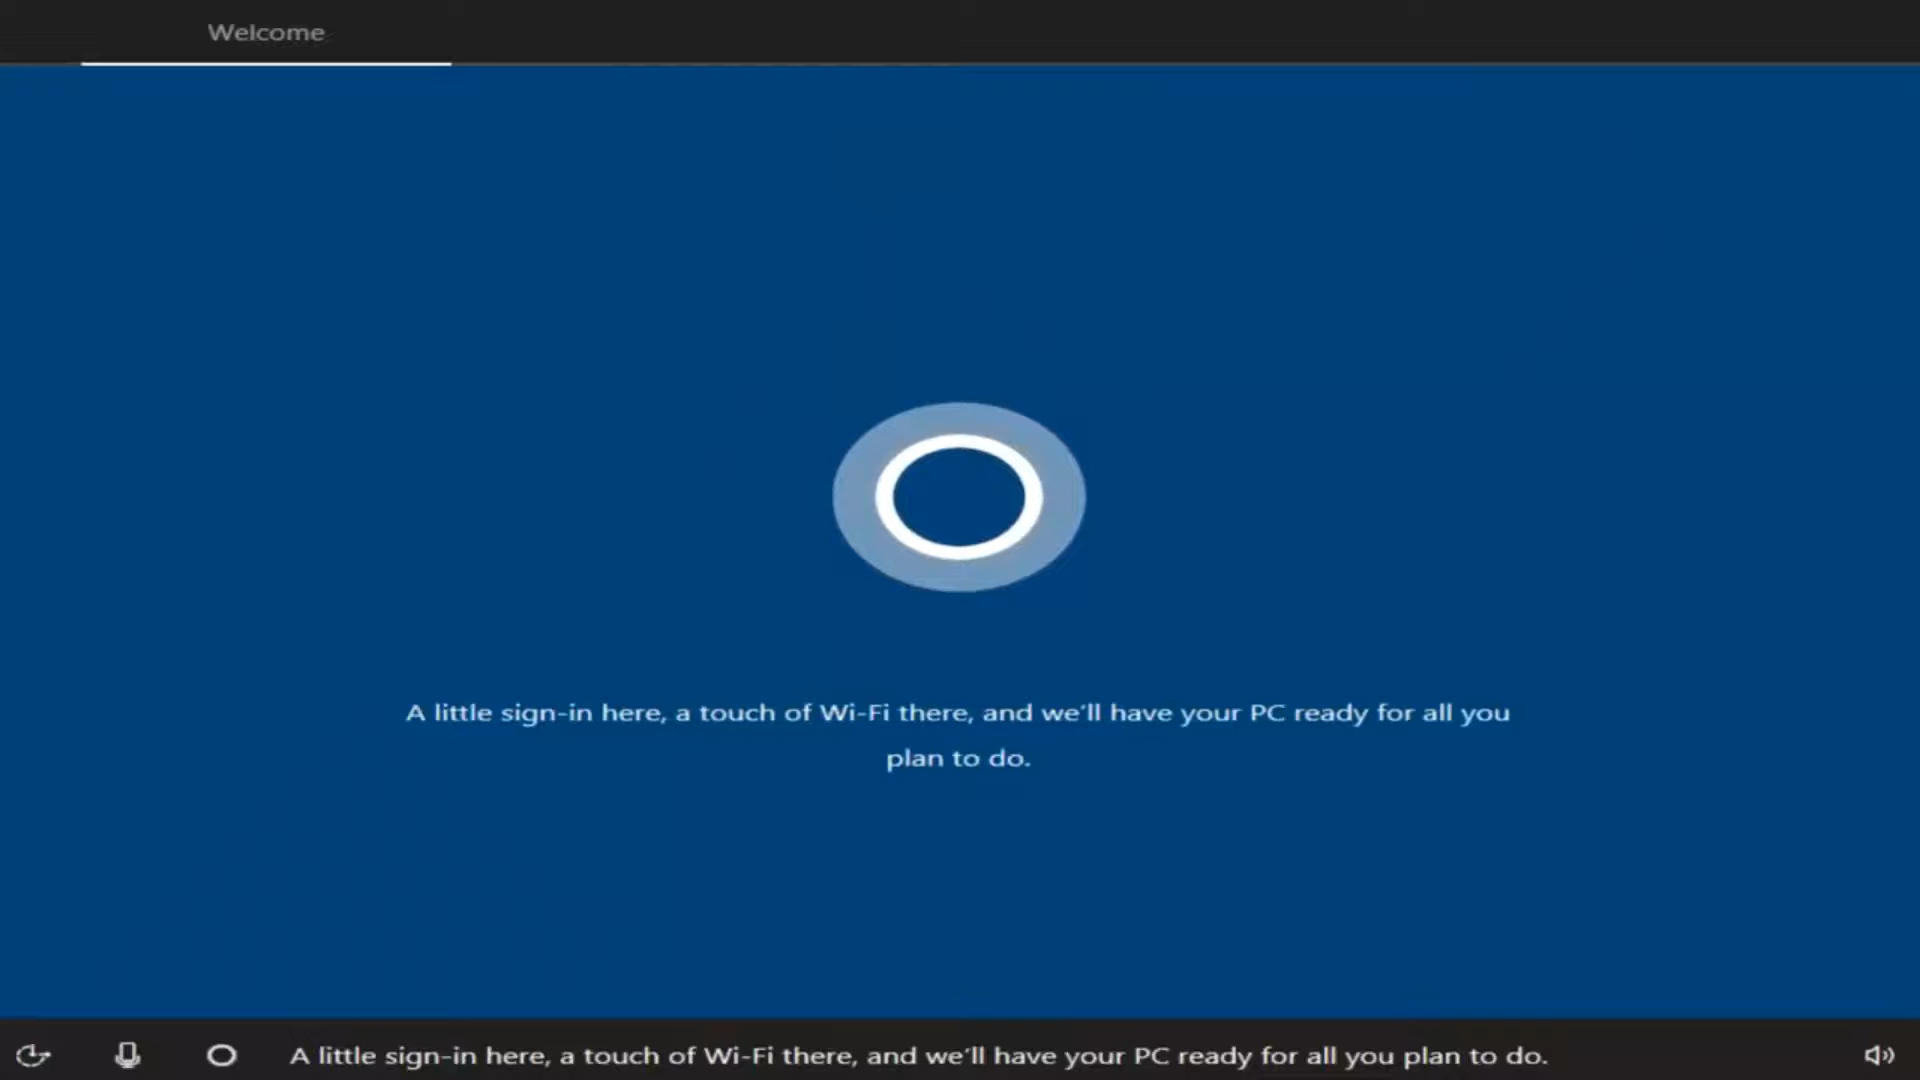 Welcome
A little sign-in here, a touch of Wi-Fi there, and we’ll have your PC ready for all you
plan to do.
A little sign-in here, a touch of Wi-Fi there, and we’ll have your PC ready for all you plan to do.